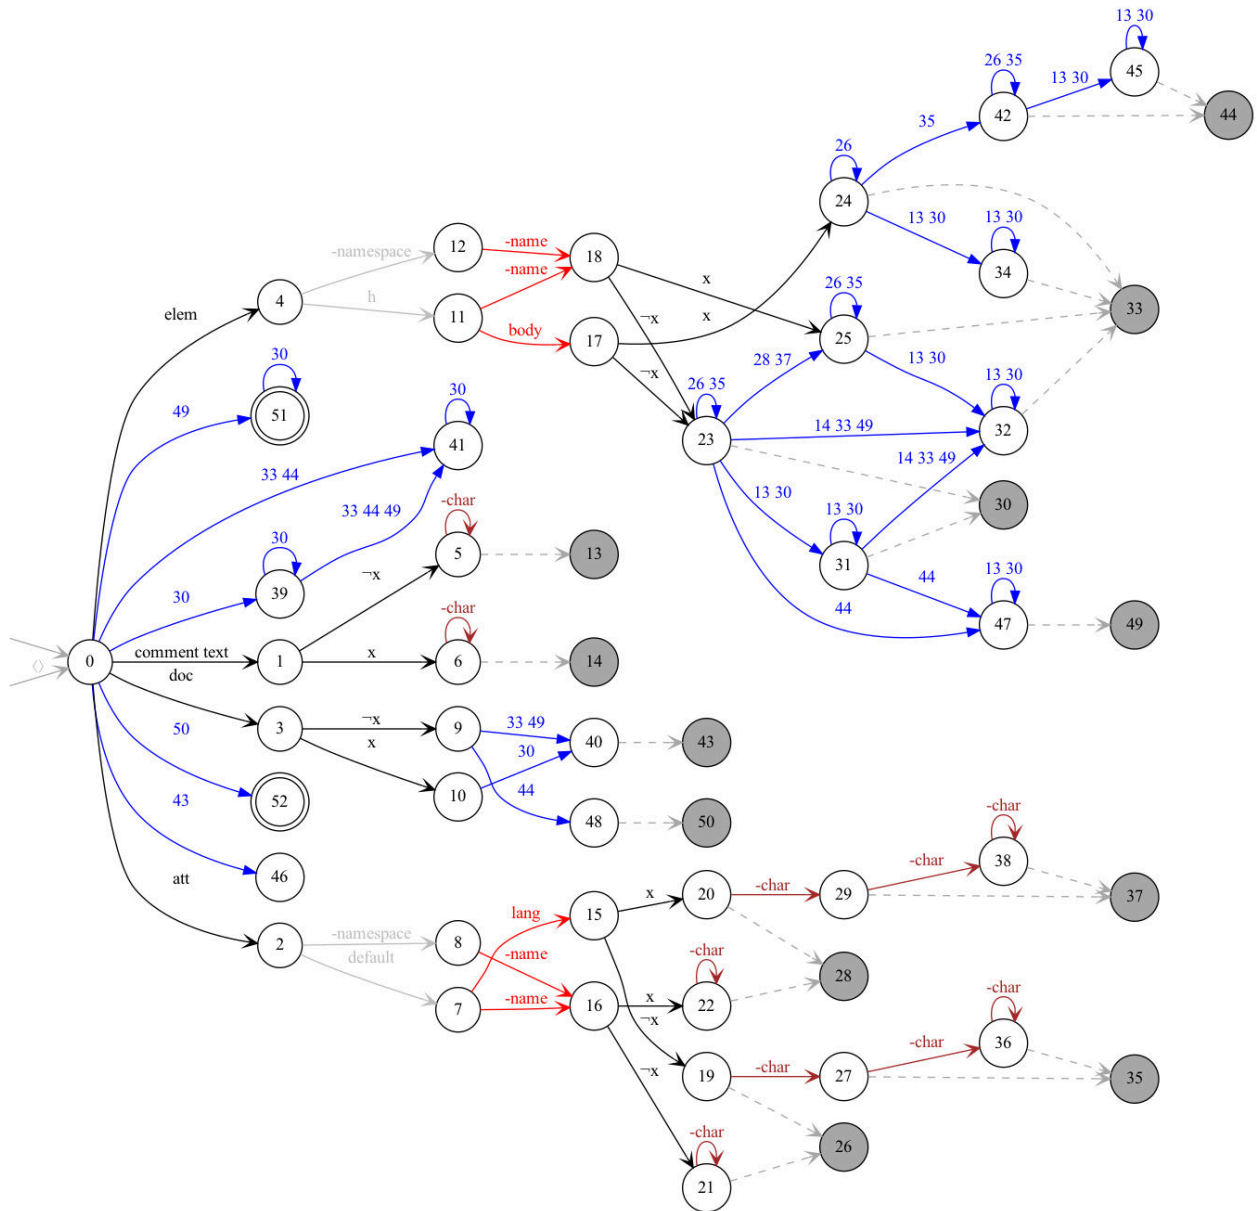 13 30
26 35
45
13 30
42
44
35
26
24
13 30
13 30
-namespace
12
-name
18
34
-name
x
26 35
33
elem
4
h
11
body
17
x
¬x
25
28 37
13 30
13 30
30
¬x
26 35
49
51
30
14 33 49
32
41
23
14 33 49
33 44
-char
13 30
30
33 44 49
13 30
30
5
13
31
44
¬x
39
30
-char
44
13 30
⟨⟩
0
comment text
1
x
6
14
47
49
doc
50
3
¬x
9
33 49
40
43
x
30
10
44
52
48
50
43
-char
att
46
-char
38
lang
15
x
20
-char
29
37
-namespace
8
-name
-char
2
default
28
7
-name
16
x
22
-char
¬x
-char
36
¬x
19
-char
27
35
-char
26
21